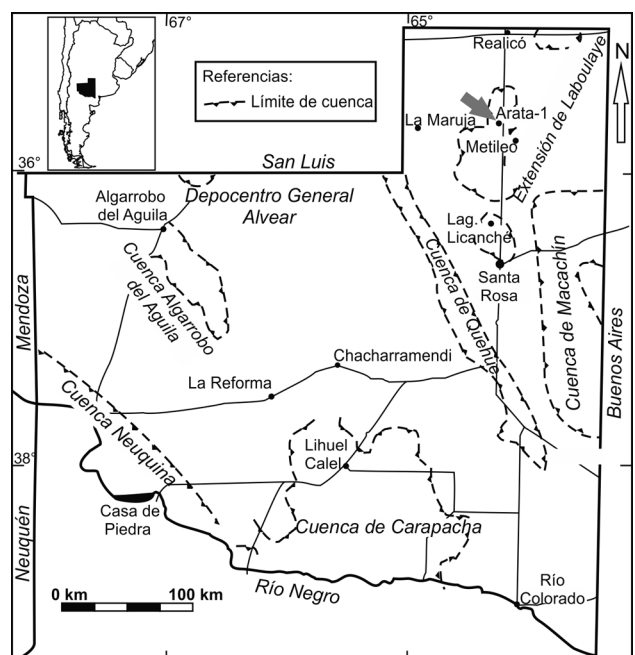 67
65
Realicó
N
Referencias:
Límite de cuenca
La Maruja
Arata-1
Metileo
Extensión de Laboulaye
36°
San Luis
Algarrobo
del Aguila
Depocentro General
Alvear
Lag.
Licanché
Santa
Rosa
Cuenca Algarrobo
del Aguila
Cuenca de Quehué
Cuenca de Macachín
Mendoza
Buenos Aires
Chacharramendi
La Reforma
Cuenca Neuquina
Lihuel
Calel
38°
Casa de
Piedra
Cuenca de Carapacha
Neuquén
0 km
100 km
Río Negro
Río
Colorado